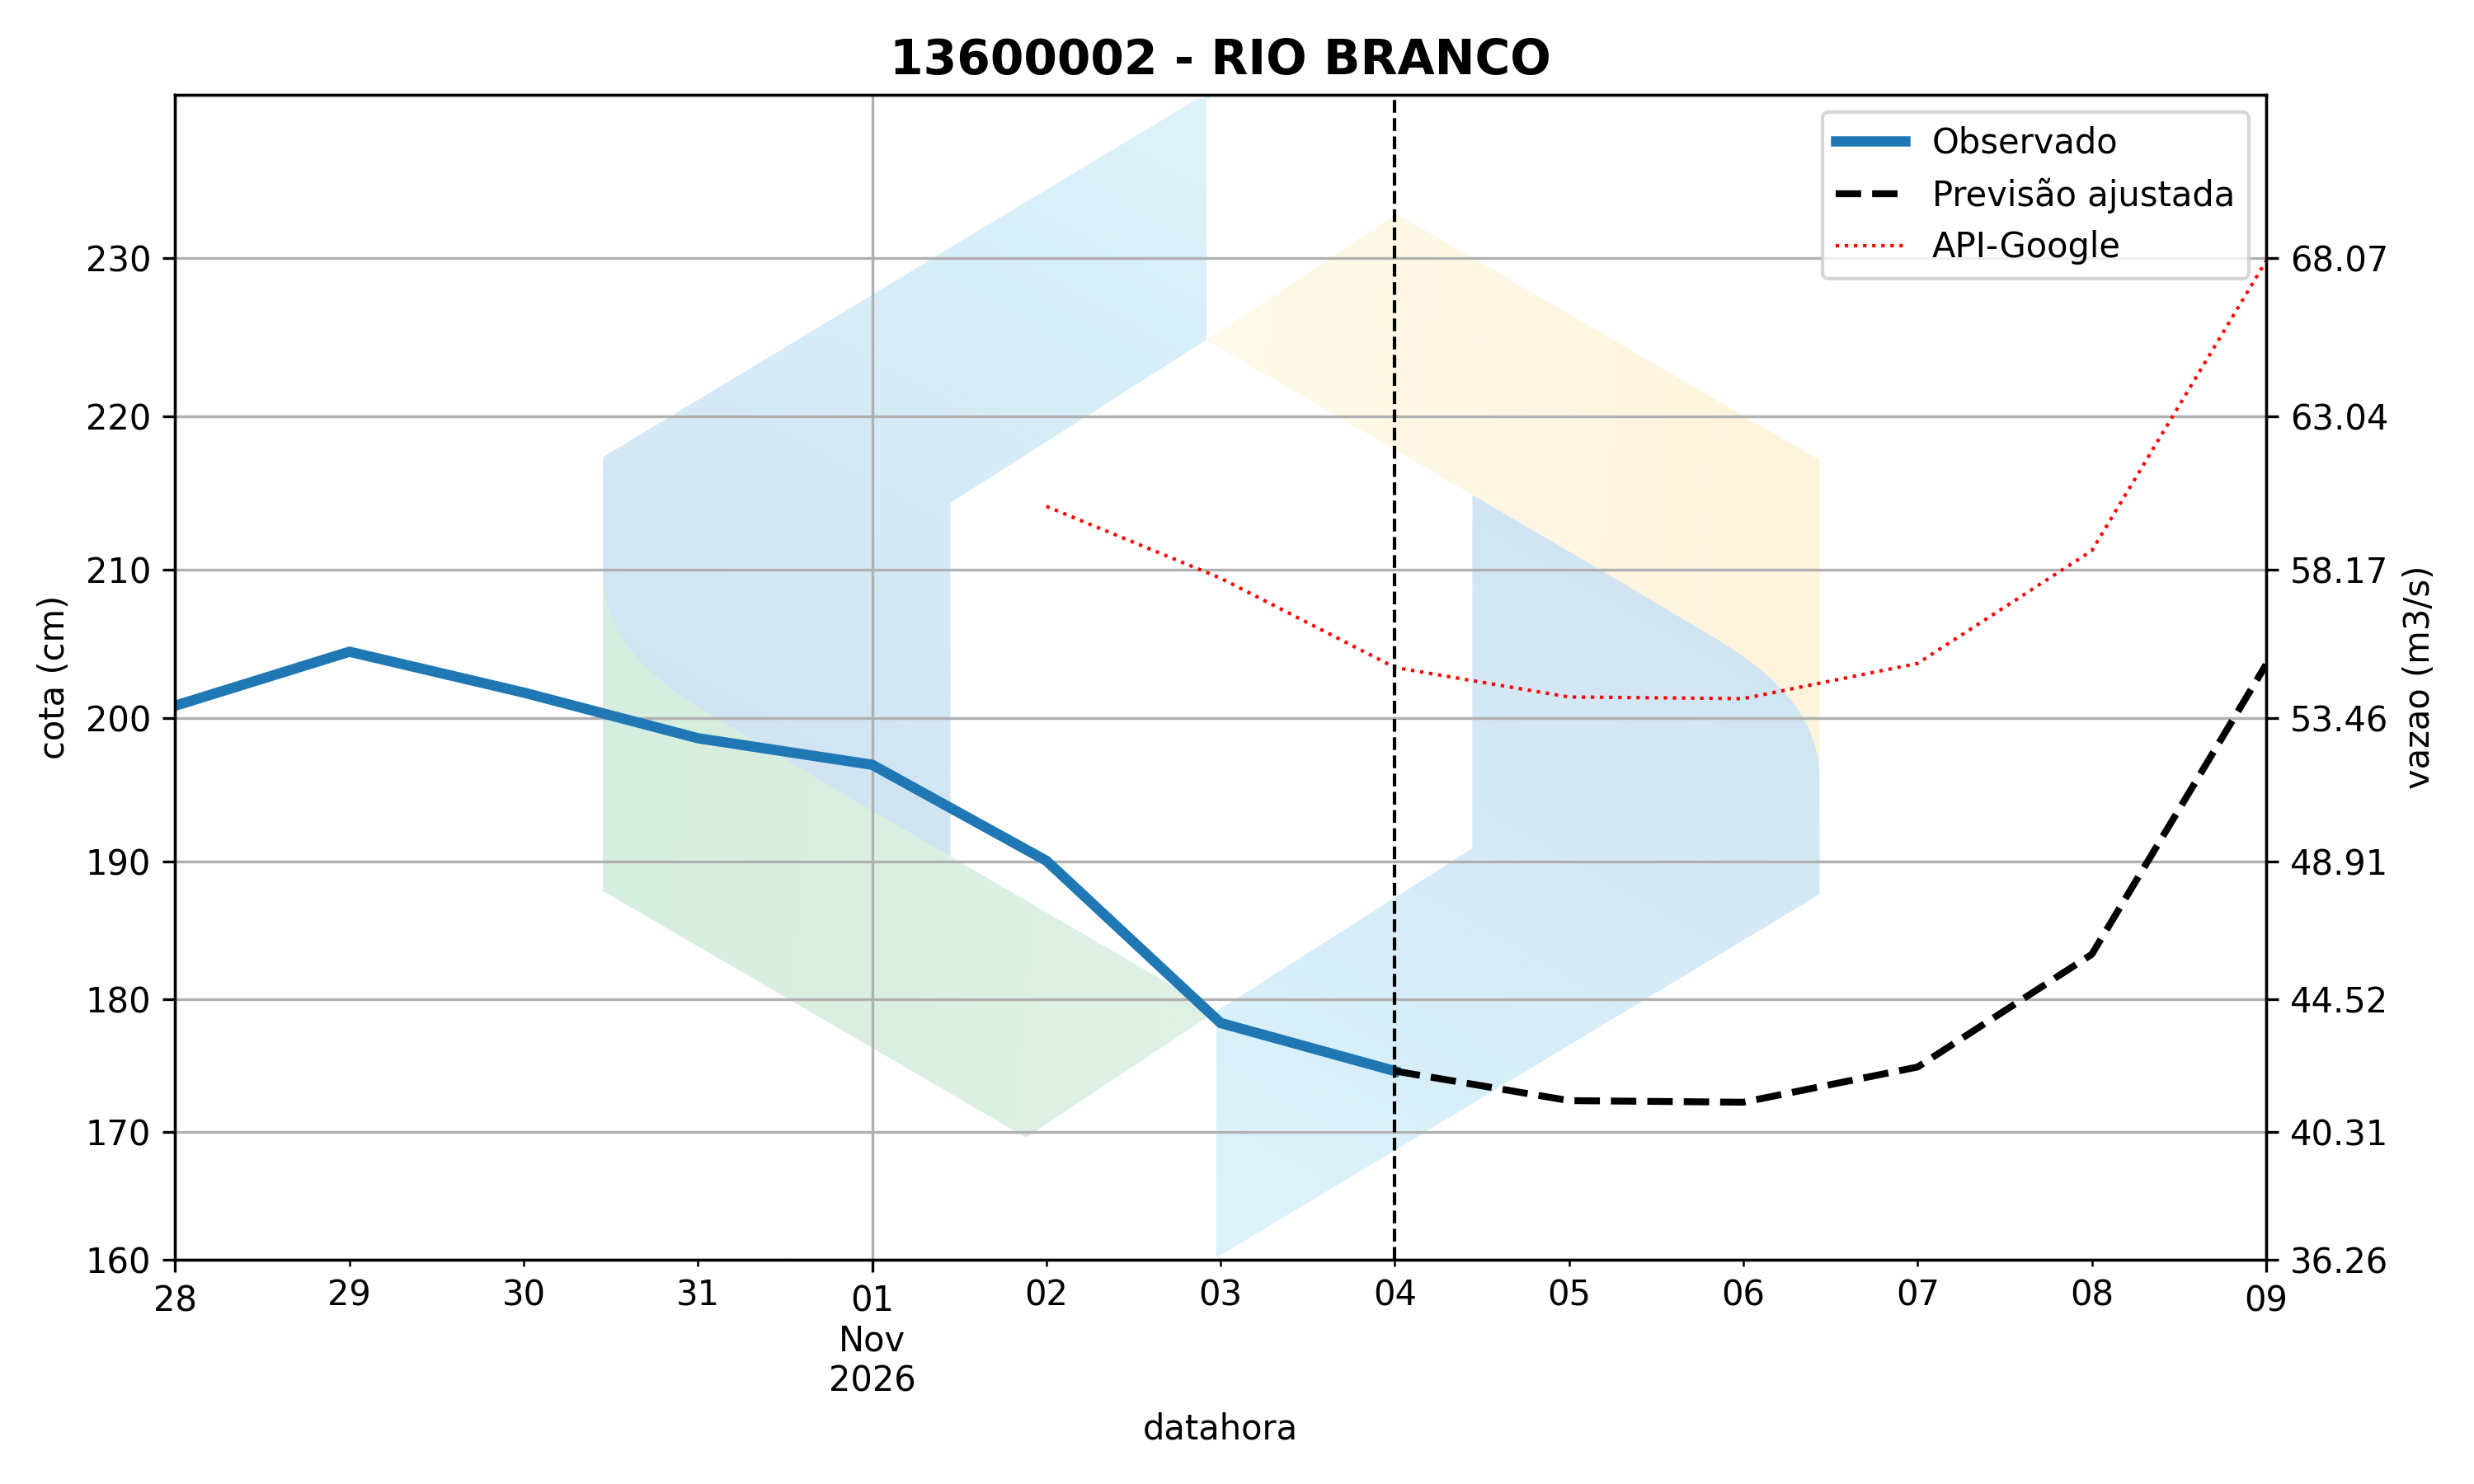 13600002 - RIO BRANCO
Observado
Previsão ajustada
API-Google
230
220
210
200
190
180
170
160
cota (cm)
68.07
63.04
58.17
53.46
48.91
44.52
40.31
36.26
vazao (m3/s)
28 29 30 31 01 02 03 04 05 06 07 08 09
Nov
2026
datahora